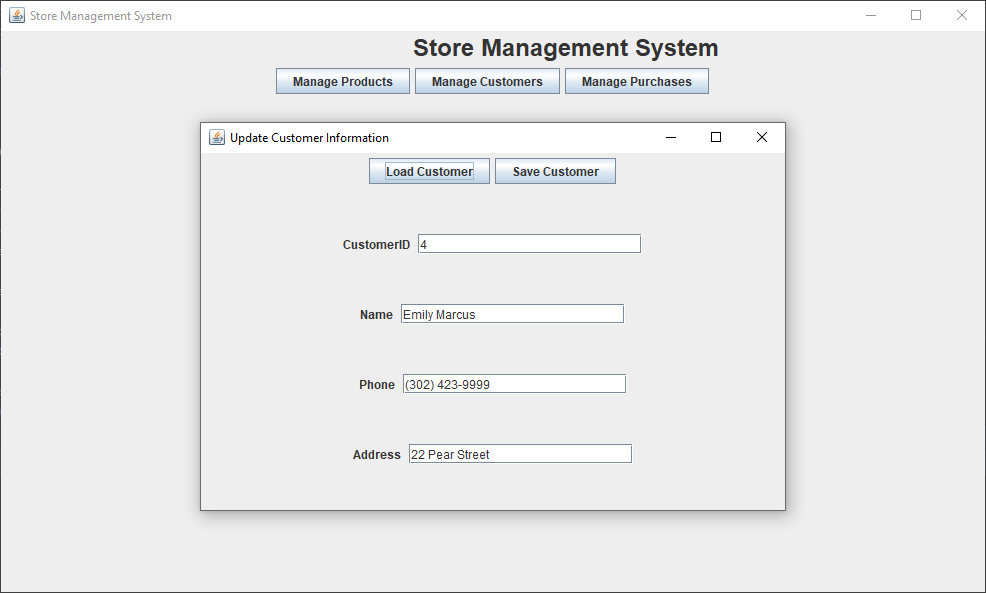 Store Management System
Store Management System
Manage Products Manage Customers Manage Purchases
Update Customer Information
Load Customer Save Customer
CustomerID 4
Name Emily Marcus
Phone (302) 423-9999
Address 22 Pear Street